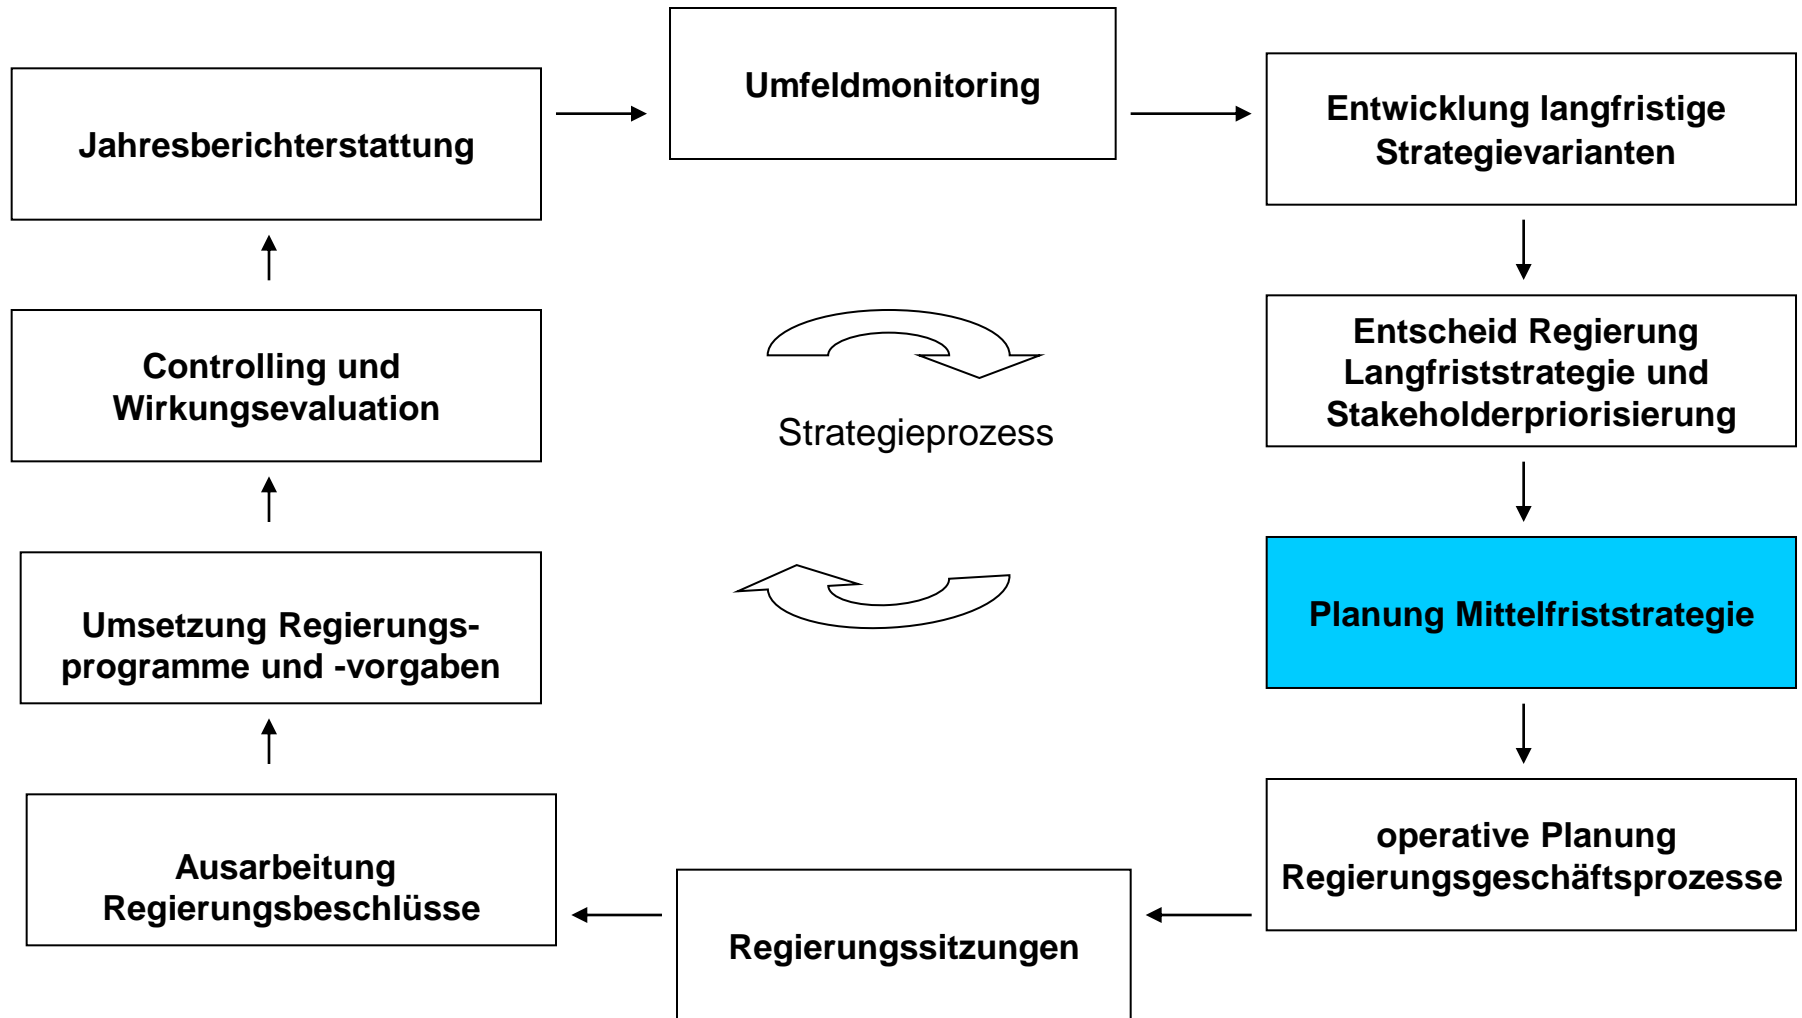 Umfeldmonitoring
Jahresberichterstattung
Entwicklung langfristige
Strategievarianten
Controlling und
Wirkungsevaluation
Strategieprozess
Entscheid Regierung
Langfriststrategie und
Stakeholderpriorisierung
Umsetzung Regierungs-
programme und -vorgaben
Planung Mittelfriststrategie
Ausarbeitung
Regierungsbeschlüsse
Regierungssitzungen
operative Planung
Regierungsgeschäftsprozesse